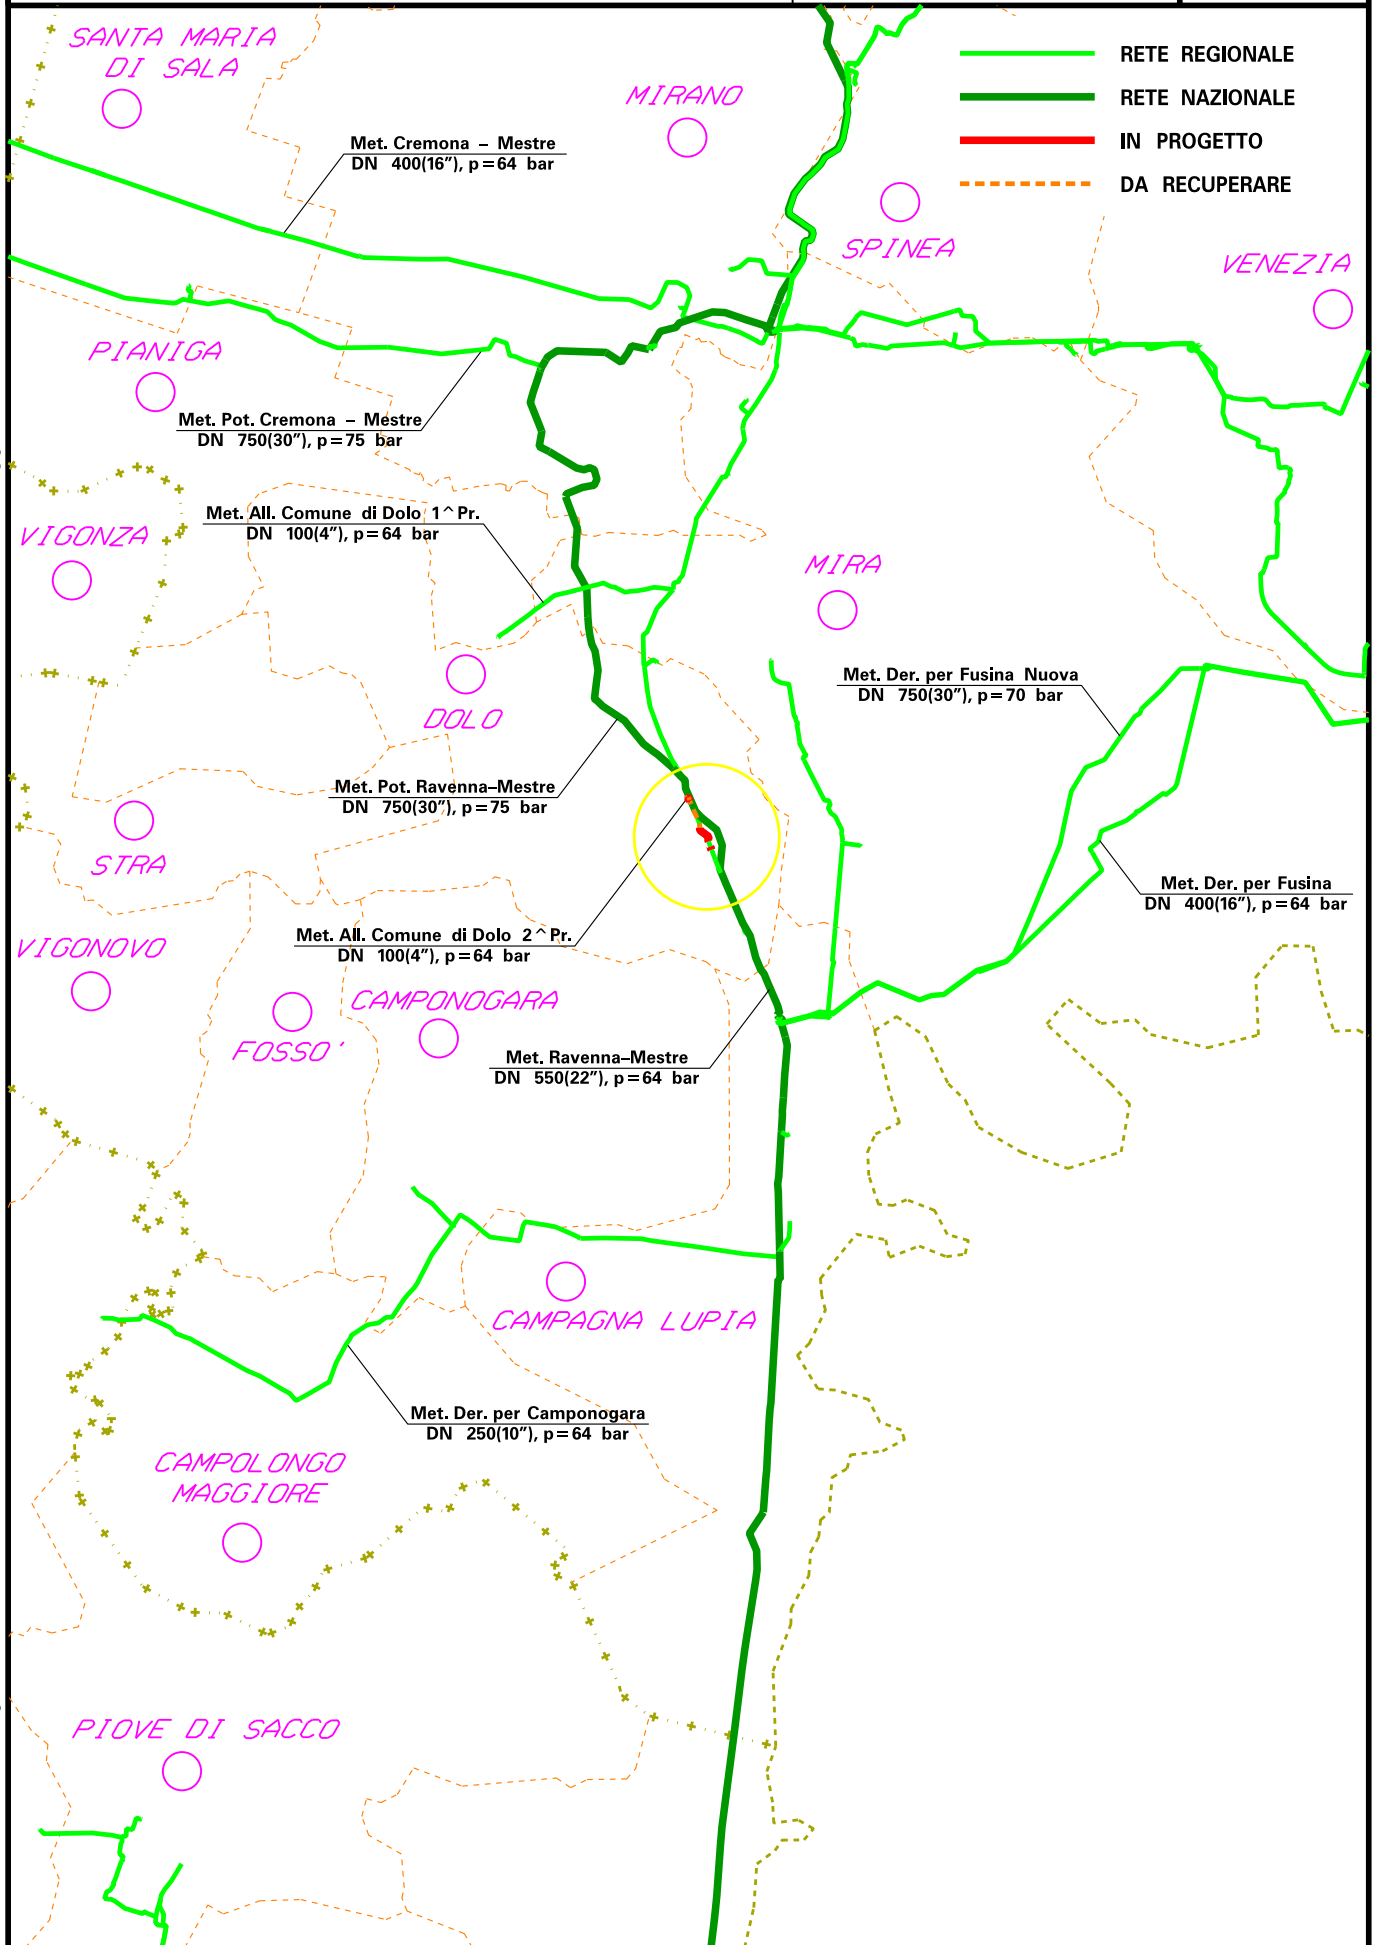 SANTA MARIA
DI SALA
MIRANO
RETE REGIONALE
RETE NAZIONALE
IN PROGETTO
DA RECUPERARE
Met. Cremona – Mestre
DN 400(16"), p=64 bar
SPINEA
VENEZIA
PIANIGA
Met. Pot. Cremona – Mestre
DN 750(30"), p=75 bar
Met. All. Comune di Dolo 1^Pr.
DN 100(4"), p=64 bar
VIGONZA
MIRA
DOLO
Met. Der. per Fusina Nuova
DN 750(30"), p=70 bar
Met. Pot. Ravenna–Mestre
DN 750(30"), p=75 bar
STRA
Met. Der. per Fusina
DN 400(16"), p=64 bar
Met. All. Comune di Dolo 2^Pr.
DN 100(4"), p=64 bar
VIGONOVO
CAMPONOGARA
FOSSO'
Met. Ravenna–Mestre
DN 550(22"), p=64 bar
CAMPAGNA LUPIA
Met. Der. per Camponogara
DN 250(10"), p=64 bar
CAMPOLONGO
MAGGIORE
PIOVE DI SACCO